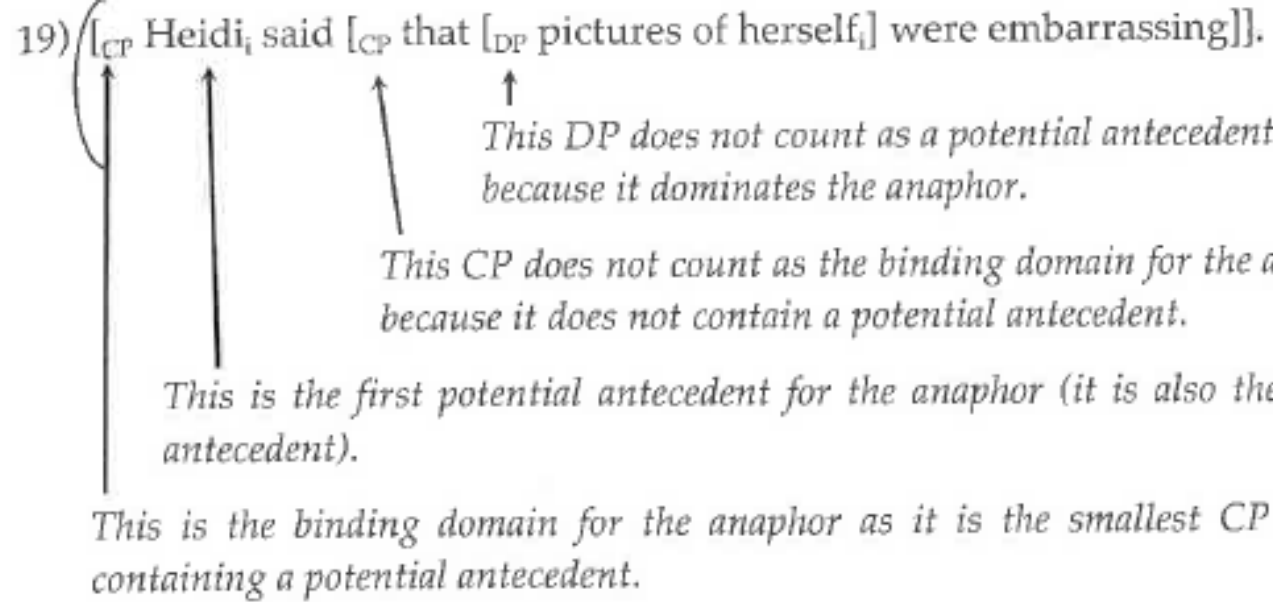 19) [CP Heidii said [CP that [DP pictures of herselfi] were embarrassing]].
This DP does not count as a potential antecedent
because it dominates the anaphor.
This CP does not count as the binding domain for the a
because it does not contain a potential antecedent.
This is the first potential antecedent for the anaphor (it is also the
antecedent).
This is the binding domain for the anaphor as it is the smallest CP
containing a potential antecedent.